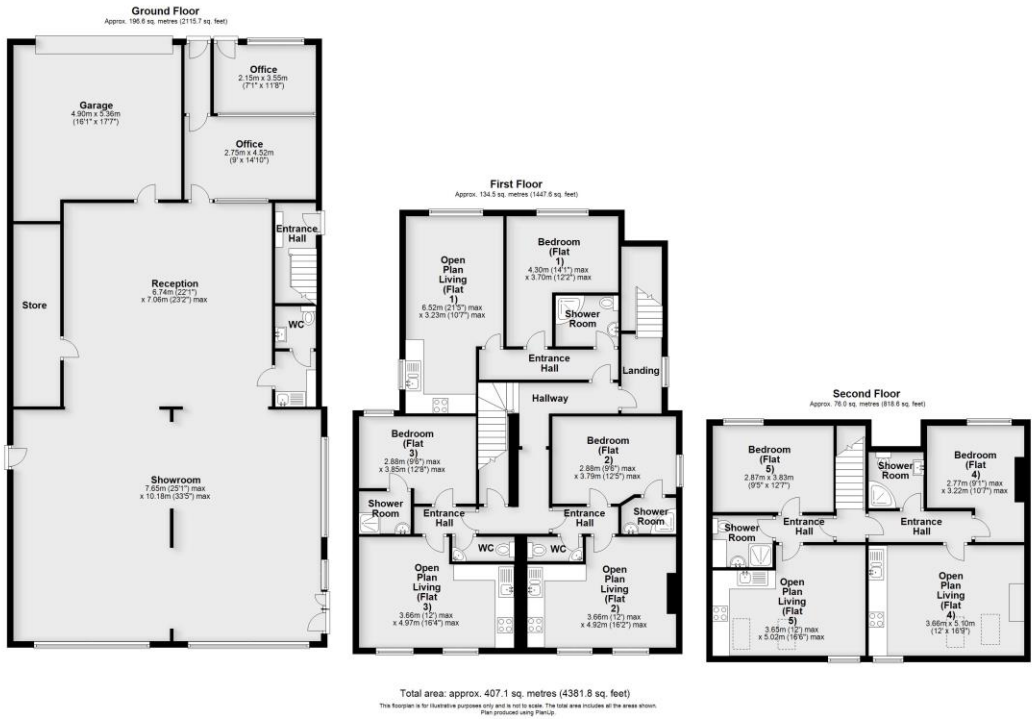 Ground Floor
Approx. 196.6 sq. metres (2115.7 sq. feet)
Office
2.15m x 3.55m
(7'1" x 11'8")
Garage
4.90m x 5.36m
(16'1" x 17'7")
Office
2.75m x 4.52m
(9' x 14'10")
Entrance
Hall
Reception
6.74m (22'1")
x 7.06m (23'2") max
Store
WC
Showroom
7.65m (25'1") max
x 10.18m (33'5") max
First Floor
Approx. 134.5 sq. metres (1447.6 sq. feet)
Bedroom
(Flat
1)
4.30m (14'1") max
x 3.70m (12'2") max
Open
Plan
Living
(Flat
1)
6.52m (21'5") max
x 3.23m (10'7") max
Shower
Room
Entrance
Hall
Landing
Hallway
Bedroom
(Flat
3)
2.88m (9'6") max
x 3.85m (12'8") max
Bedroom
(Flat
2)
2.88m (9'6") max
x 3.79m (12'5") max
Shower
Room
Entrance
Hall
Entrance
Hall
Shower
Room
WC
WC
Open
Plan
Living
(Flat
3)
3.66m (12') max
x 4.97m (16'4") max
Open
Plan
Living
(Flat
2)
3.66m (12') max
x 4.92m (16'2") max
Second Floor
Approx. 76.0 sq. metres (818.6 sq. feet)
Bedroom
(Flat
5)
2.87m x 3.83m
(9'5" x 12'7")
Shower
Room
Bedroom
(Flat
4)
2.77m (9'1") max
x 3.22m (10'7") max
Shower
Room
Entrance
Hall
Entrance
Hall
Open
Plan
Living
(Flat
5)
3.65m (12') max
x 5.02m (16'6") max
Open
Plan
Living
(Flat
4)
3.66m x 5.10m
(12' x 16'9")
Total area: approx. 407.1 sq. metres (4381.8 sq. feet)
This floorplan is for illustrative purposes only and is not to scale. The total area includes all the areas shown.
Plan produced using PlanUp.